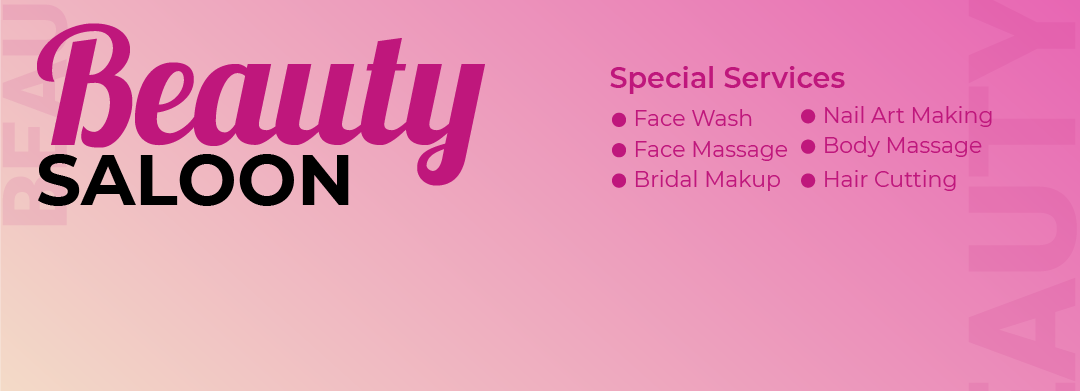 BEAU
Beauty
SALOON
Special Services
Face Wash
Face Massage
Bridal Makup
Nail Art Making
Body Massage
Hair Cutting
AUTY